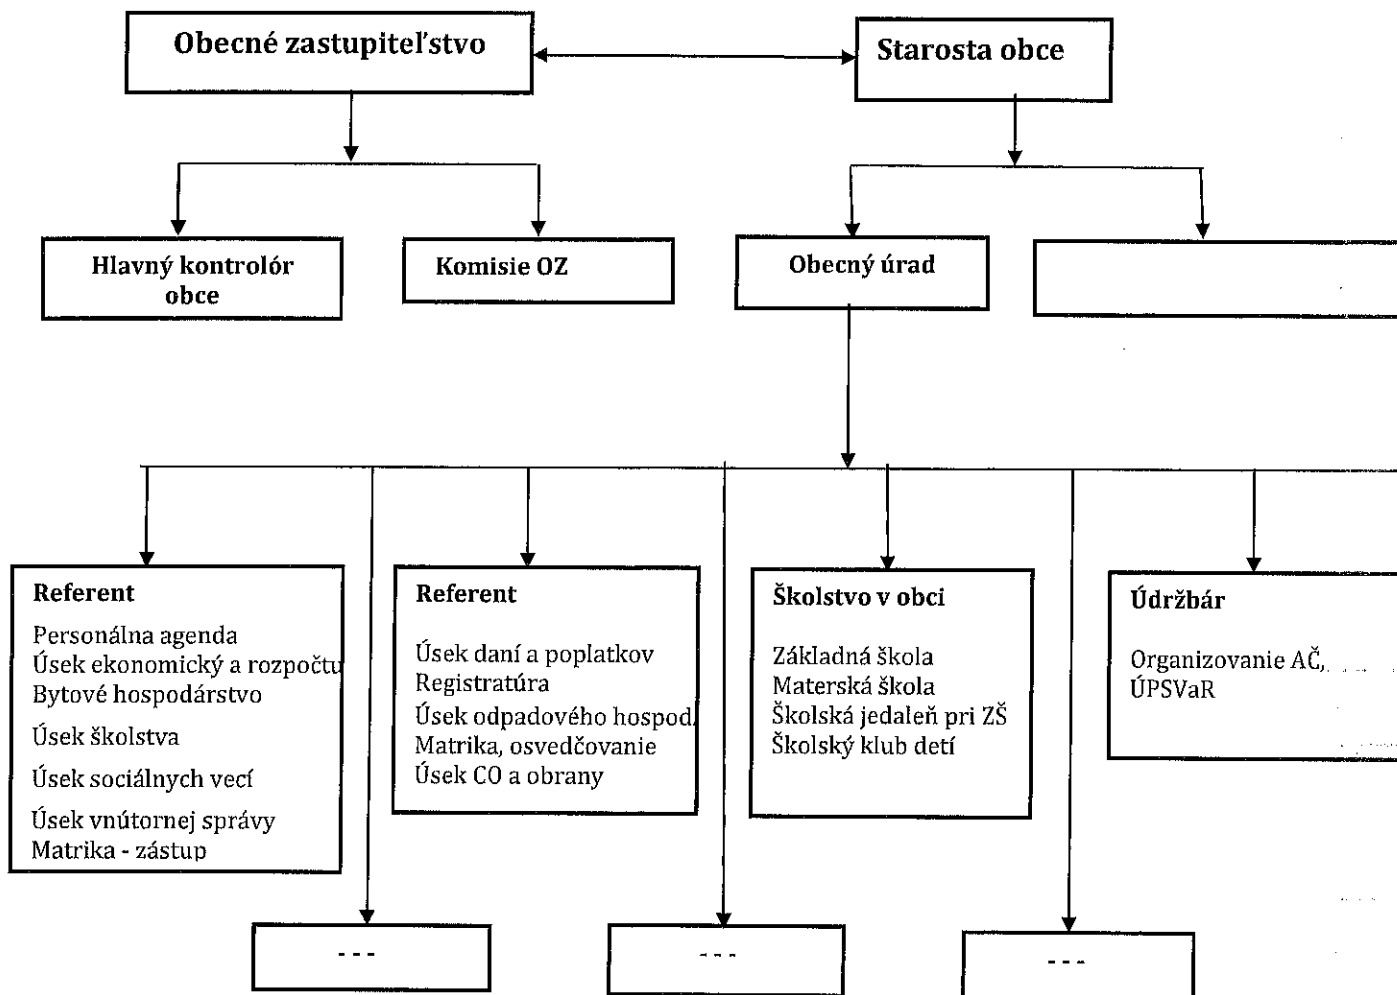 Obecné zastupiteľstvo
Starosta obce
Hlavný kontrolór
obce
Komisie OZ
Obecný úrad
Referent
Personálna agenda
Úsek ekonomický a rozpočtu
Bytové hospodárstvo
Úsek školstva
Úsek sociálnych vecí
Úsek vnútornej správy
Matrika - zástup
Referent
Úsek daní a poplatkov
Registratúra
Úsek odpadového hospod.
Matrika, osvedčovanie
Úsek CO a obrany
Školstvo v obci
Základná škola
Materská škola
Školská jedaleň pri ZŠ
Školský klub detí
Údržbár
Organizovanie AČ,
ÚPSVaR
- - -
- - -
- - -